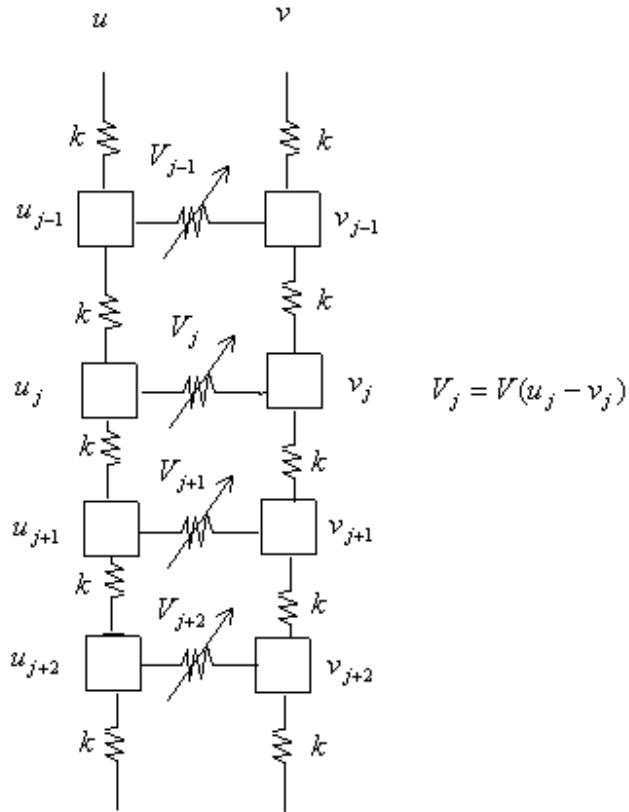 u v
k k
V_{j-1}
u_{j-1} v_{j-1}
k k
V_j
u_j v_j V_j = V(u_j - v_j)
k k
V_{j+1}
u_{j+1} v_{j+1}
k k
V_{j+2}
u_{j+2} v_{j+2}
k k